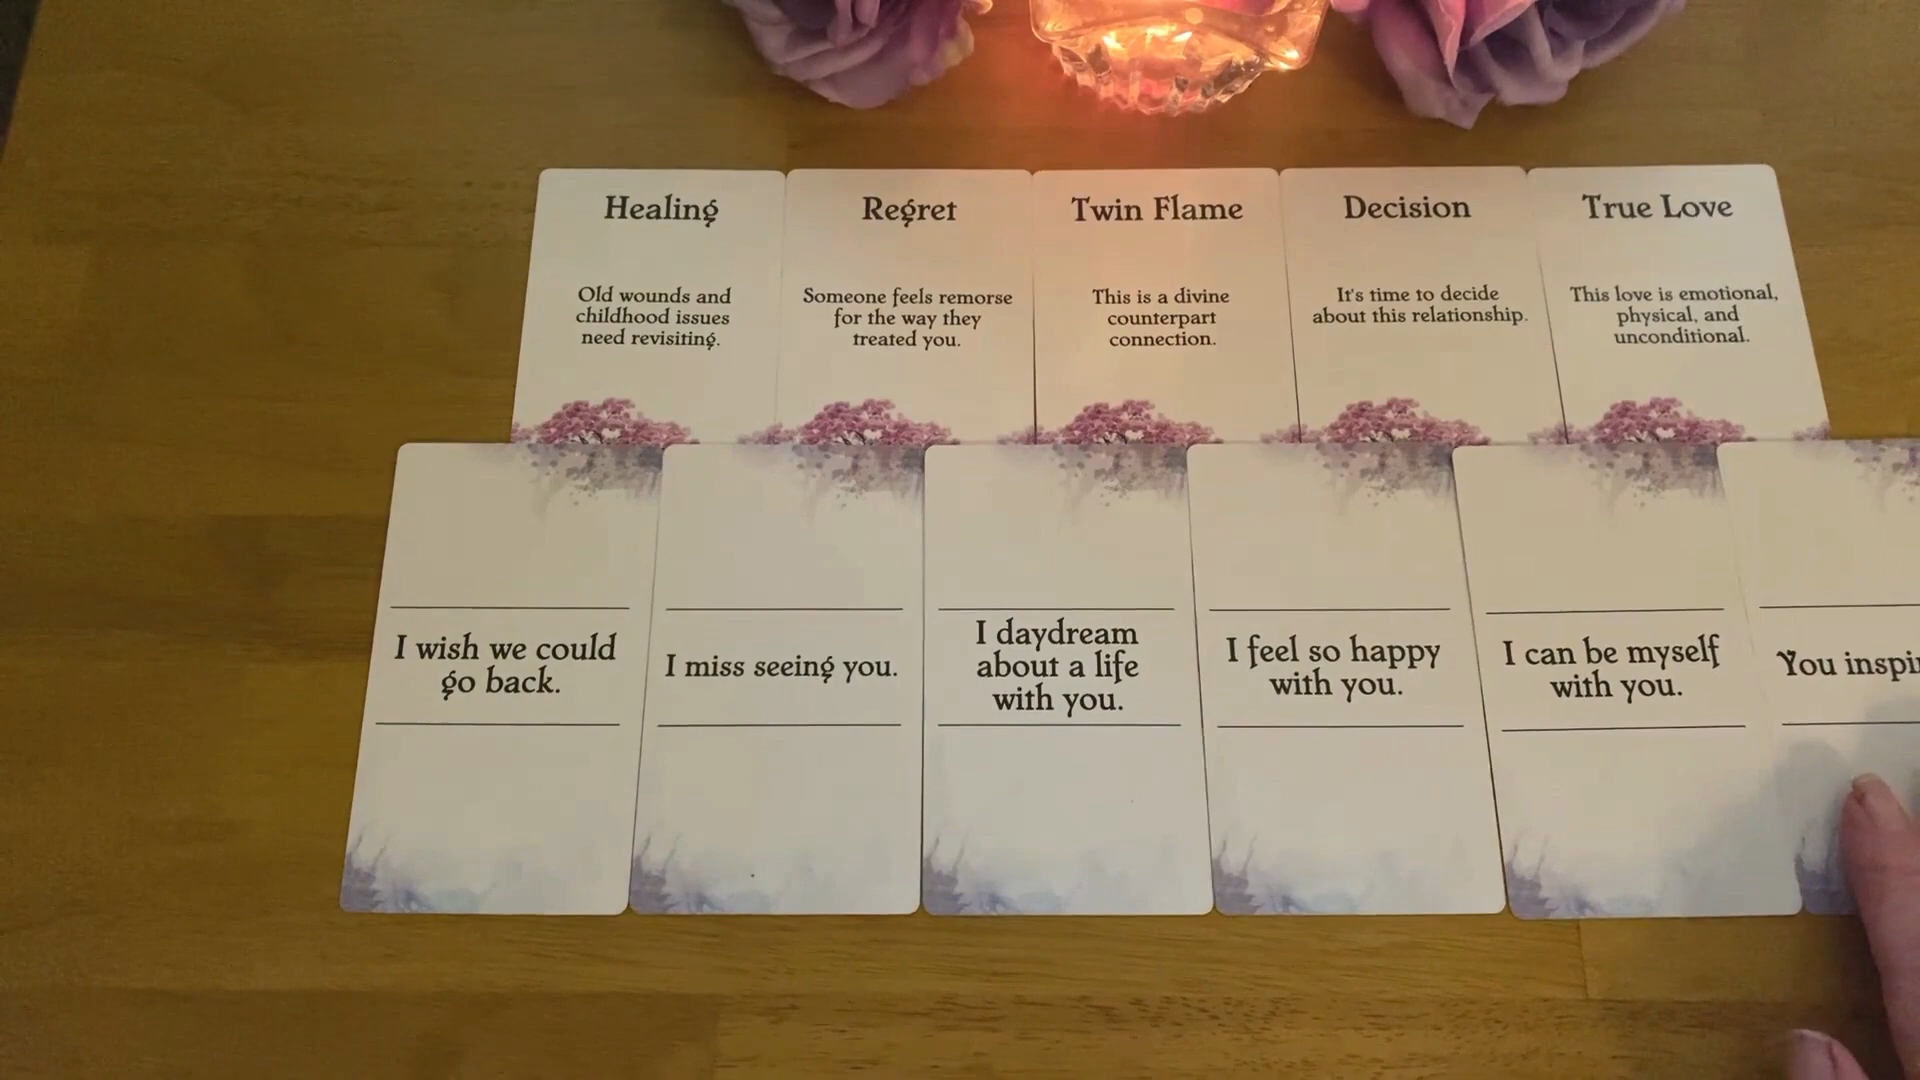 Healing
Old wounds and
childhood issues
need revisiting.
Regret
Someone feels remorse
for the way they
treated you.
Twin Flame
This is a divine
counterpart
connection.
Decision
It's time to decide
about this relationship.
True Love
This love is emotional,
physical, and
unconditional.
I wish we could
go back.
I miss seeing you.
I daydream
about a life
with you.
I feel so happy
with you.
I can be myself
with you.
You